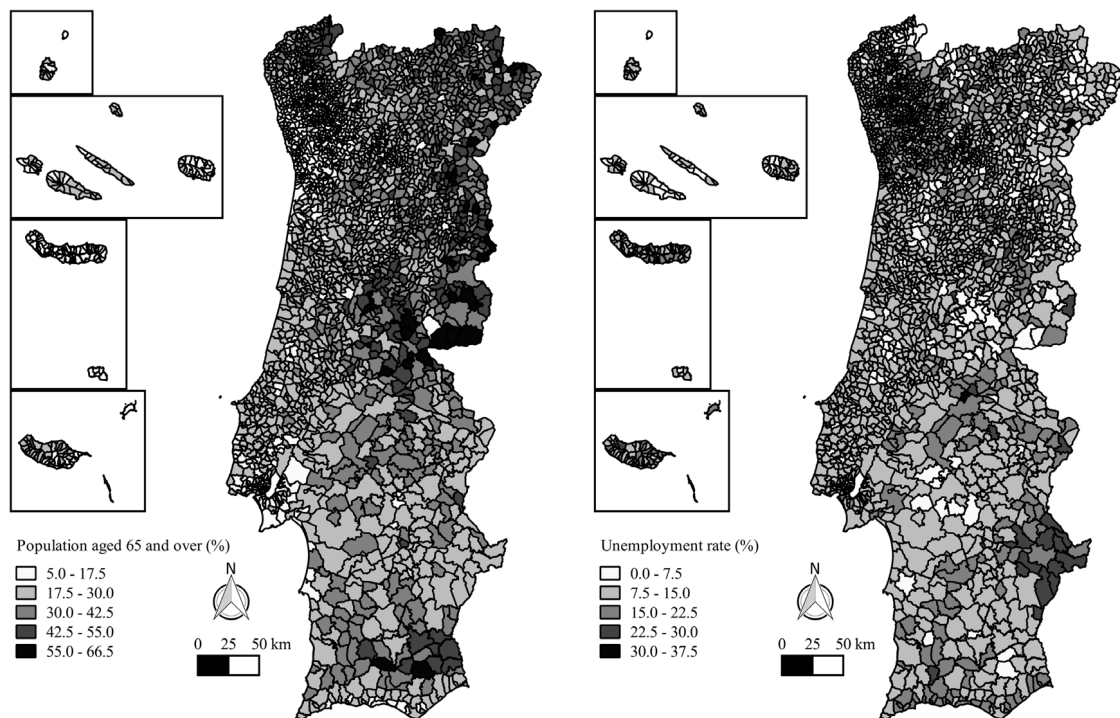 Population aged 65 and over (%)
5.0 - 17.5
17.5 - 30.0
30.0 - 42.5
42.5 - 55.0
55.0 - 66.5
N
0 25 50 km
Unemployment rate (%)
0.0 - 7.5
7.5 - 15.0
15.0 - 22.5
22.5 - 30.0
30.0 - 37.5
N
0 25 50 km